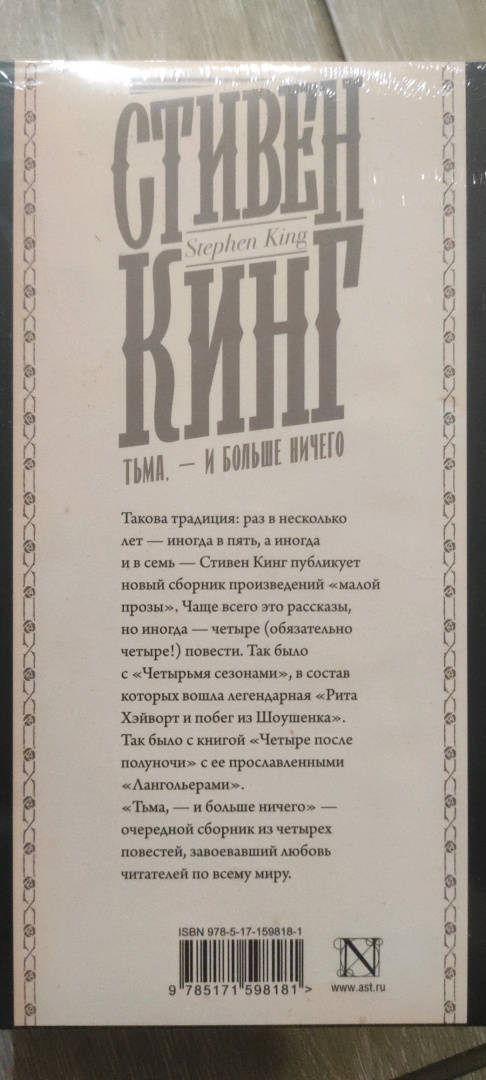 СТИВЕН
Stephen King
КИНГ
ТЬМА, — И БОЛЬШЕ НИЧЕГО
Такова традиция: раз в несколько
лет — иногда в пять, а иногда
и в семь — Стивен Кинг публикует
новый сборник произведений «малой
прозы». Чаще всего это рассказы,
но иногда — четыре (обязательно
четыре!) повести. Так было
с «Четырьмя сезонами», в состав
которых вошла легендарная «Рита
Хэйворт и побег из Шоушенка».
Так было с книгой «Четыре после
полуночи» с ее прославленными
«Лангольерами».
«Тьма, — и больше ничего» —
очередной сборник из четырех
повестей, завоевавший любовь
читателей по всему миру.
ISBN 978-5-17-159818-1
9 785171 598181 >
N
www.ast.ru